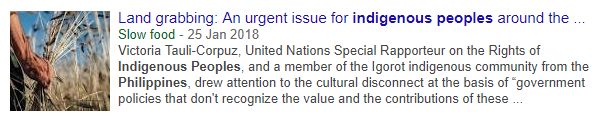 Land grabbing: An urgent issue for indigenous peoples around the ...
Slow food - 25 Jan 2018
Victoria Tauli-Corpuz, United Nations Special Rapporteur on the Rights of
Indigenous Peoples, and a member of the Igorot indigenous community from the
Philippines, drew attention to the cultural disconnect at the basis of “government
policies that don't recognize the value and the contributions of these ...